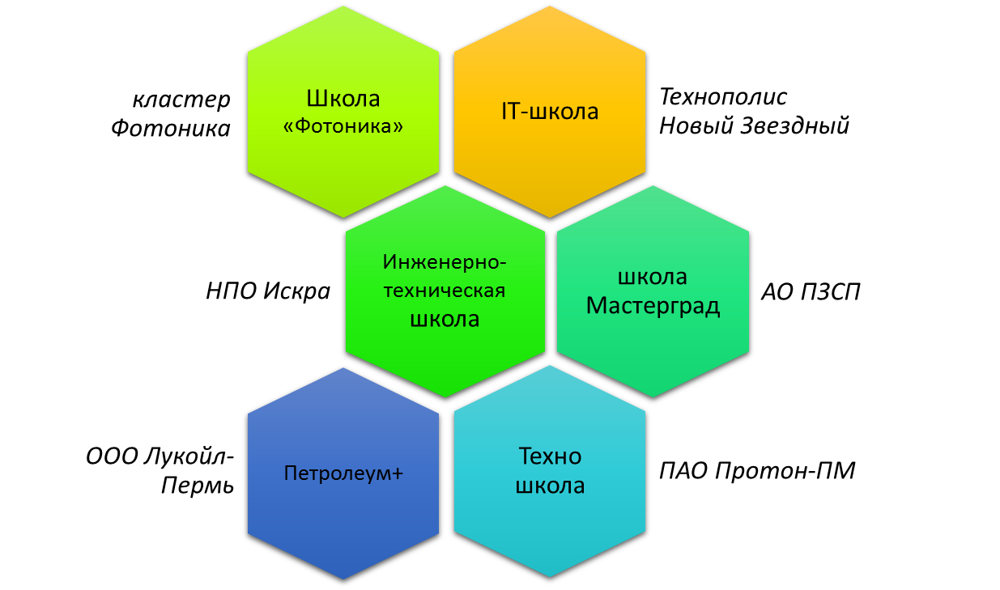 кластер
Фотоника
Школа
«Фотоника»
IT-школа
Технополис
Новый Звездный
НПО Искра
Инженерно-
техническая
школа
школа
Мастерград
АО ПЗСП
ООО Лукойл-
Пермь
Петролеум+
Техно
школа
ПАО Протон-ПМ